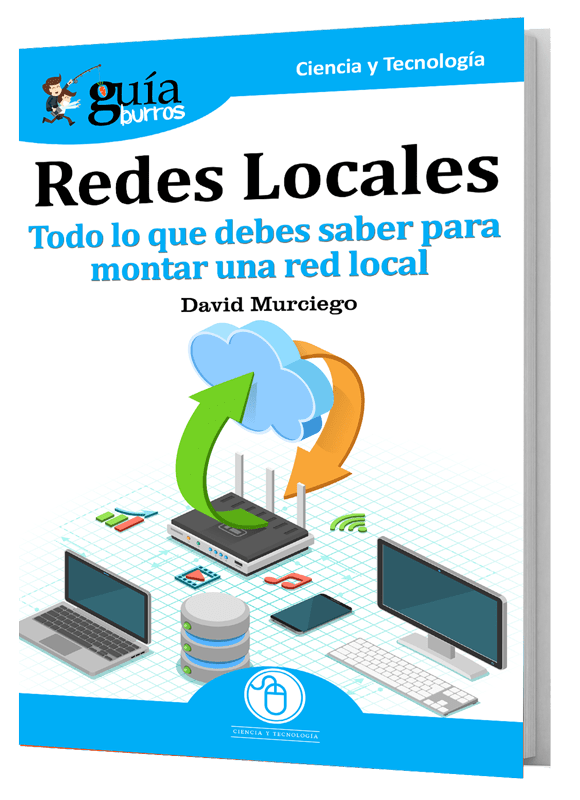 Ciencia y Tecnología
guía
burros
Redes Locales
Todo lo que debes saber para
montar una red local
David Murciego
CIENCIA Y TECNOLOGÍA